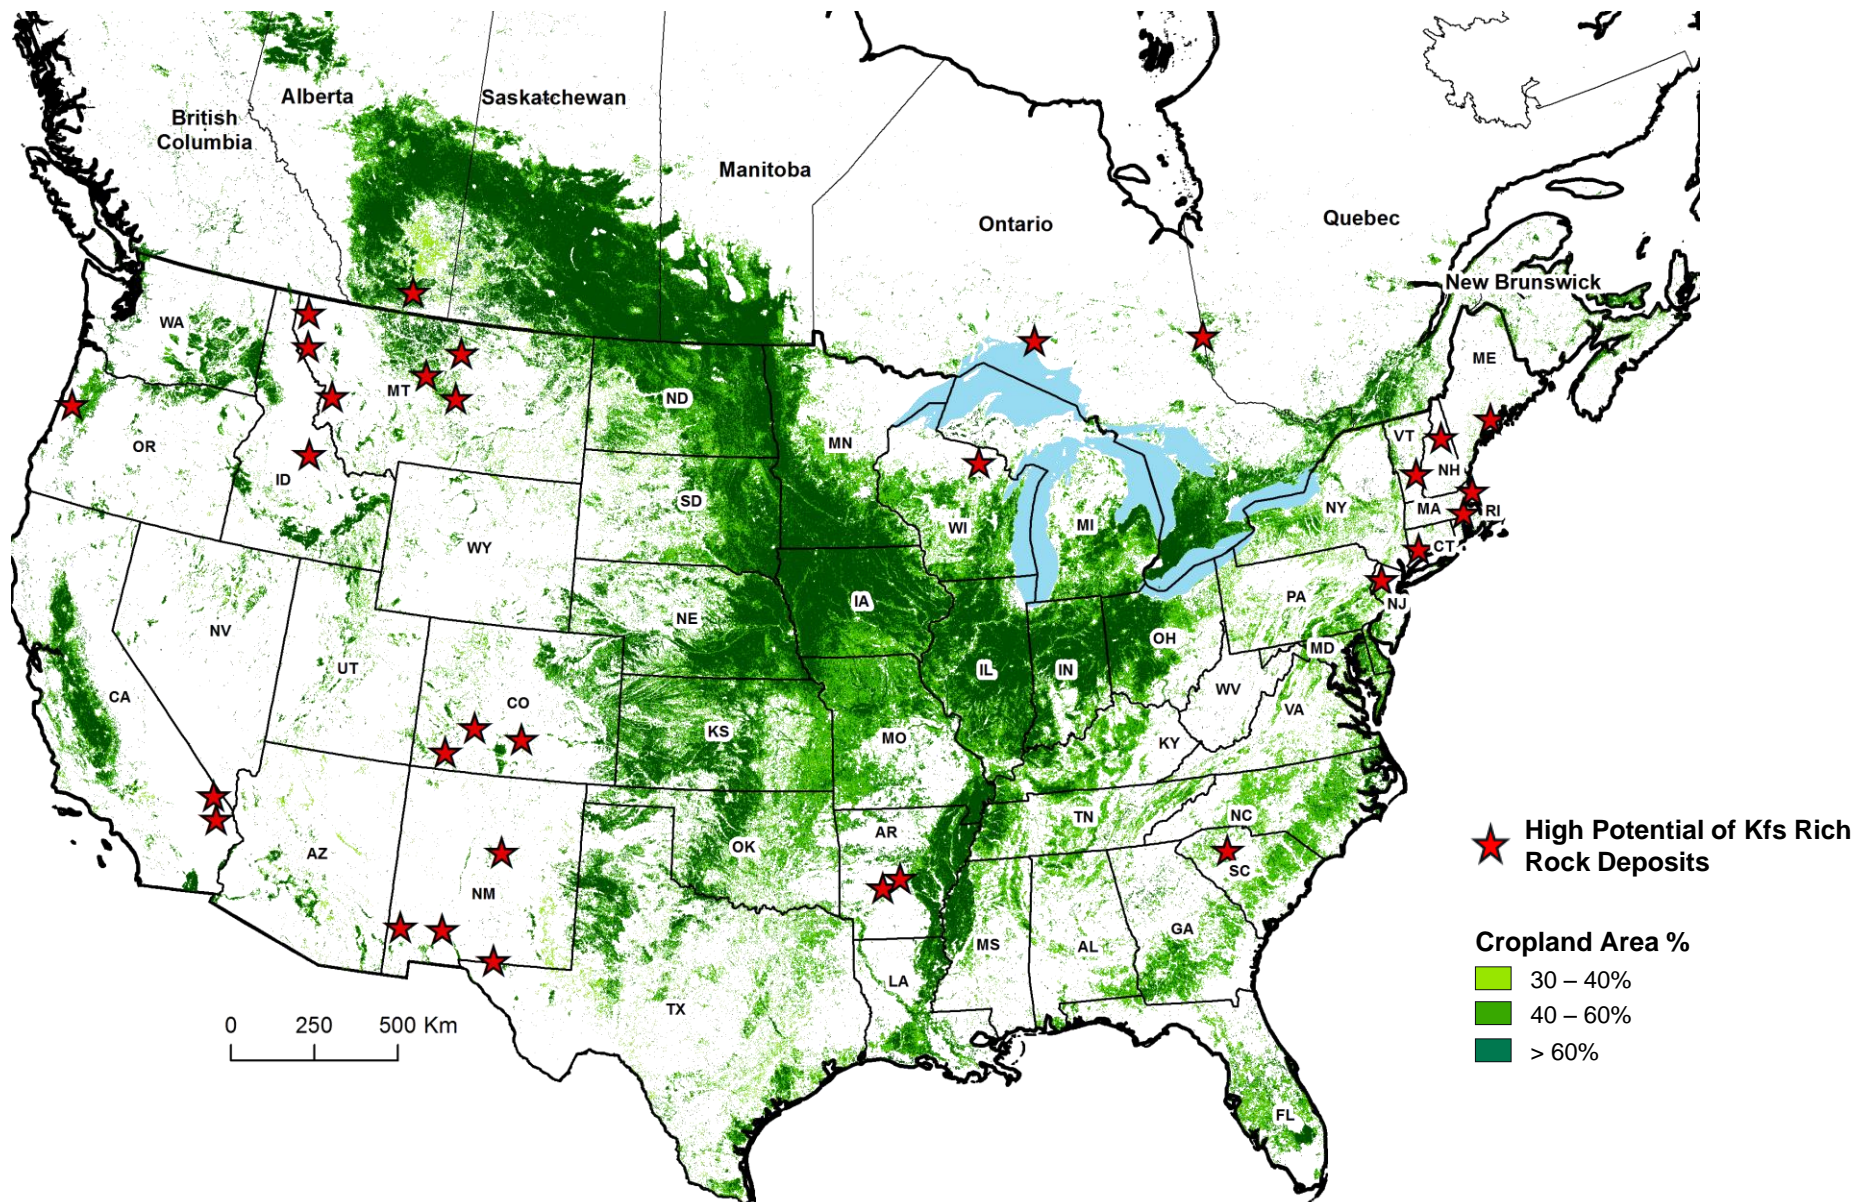 Alberta
Saskatchewan
British
Columbia
Manitoba
Ontario
Quebec
New Brunswick
WA
ME
MT
ND
OR
MN
VT
NH
ID
SD
WI
MI
NY
MA
RI
WY
CT
NV
NE
IA
PA
NJ
UT
OH
MD
CA
CO
IL
IN
WV
VA
KS
MO
KY
AZ
NM
OK
AR
TN
NC
SC
High Potential of Kfs Rich
Rock Deposits
TX
LA
MS
AL
GA
FL
Cropland Area %
30 – 40%
40 – 60%
> 60%
0 250 500 Km